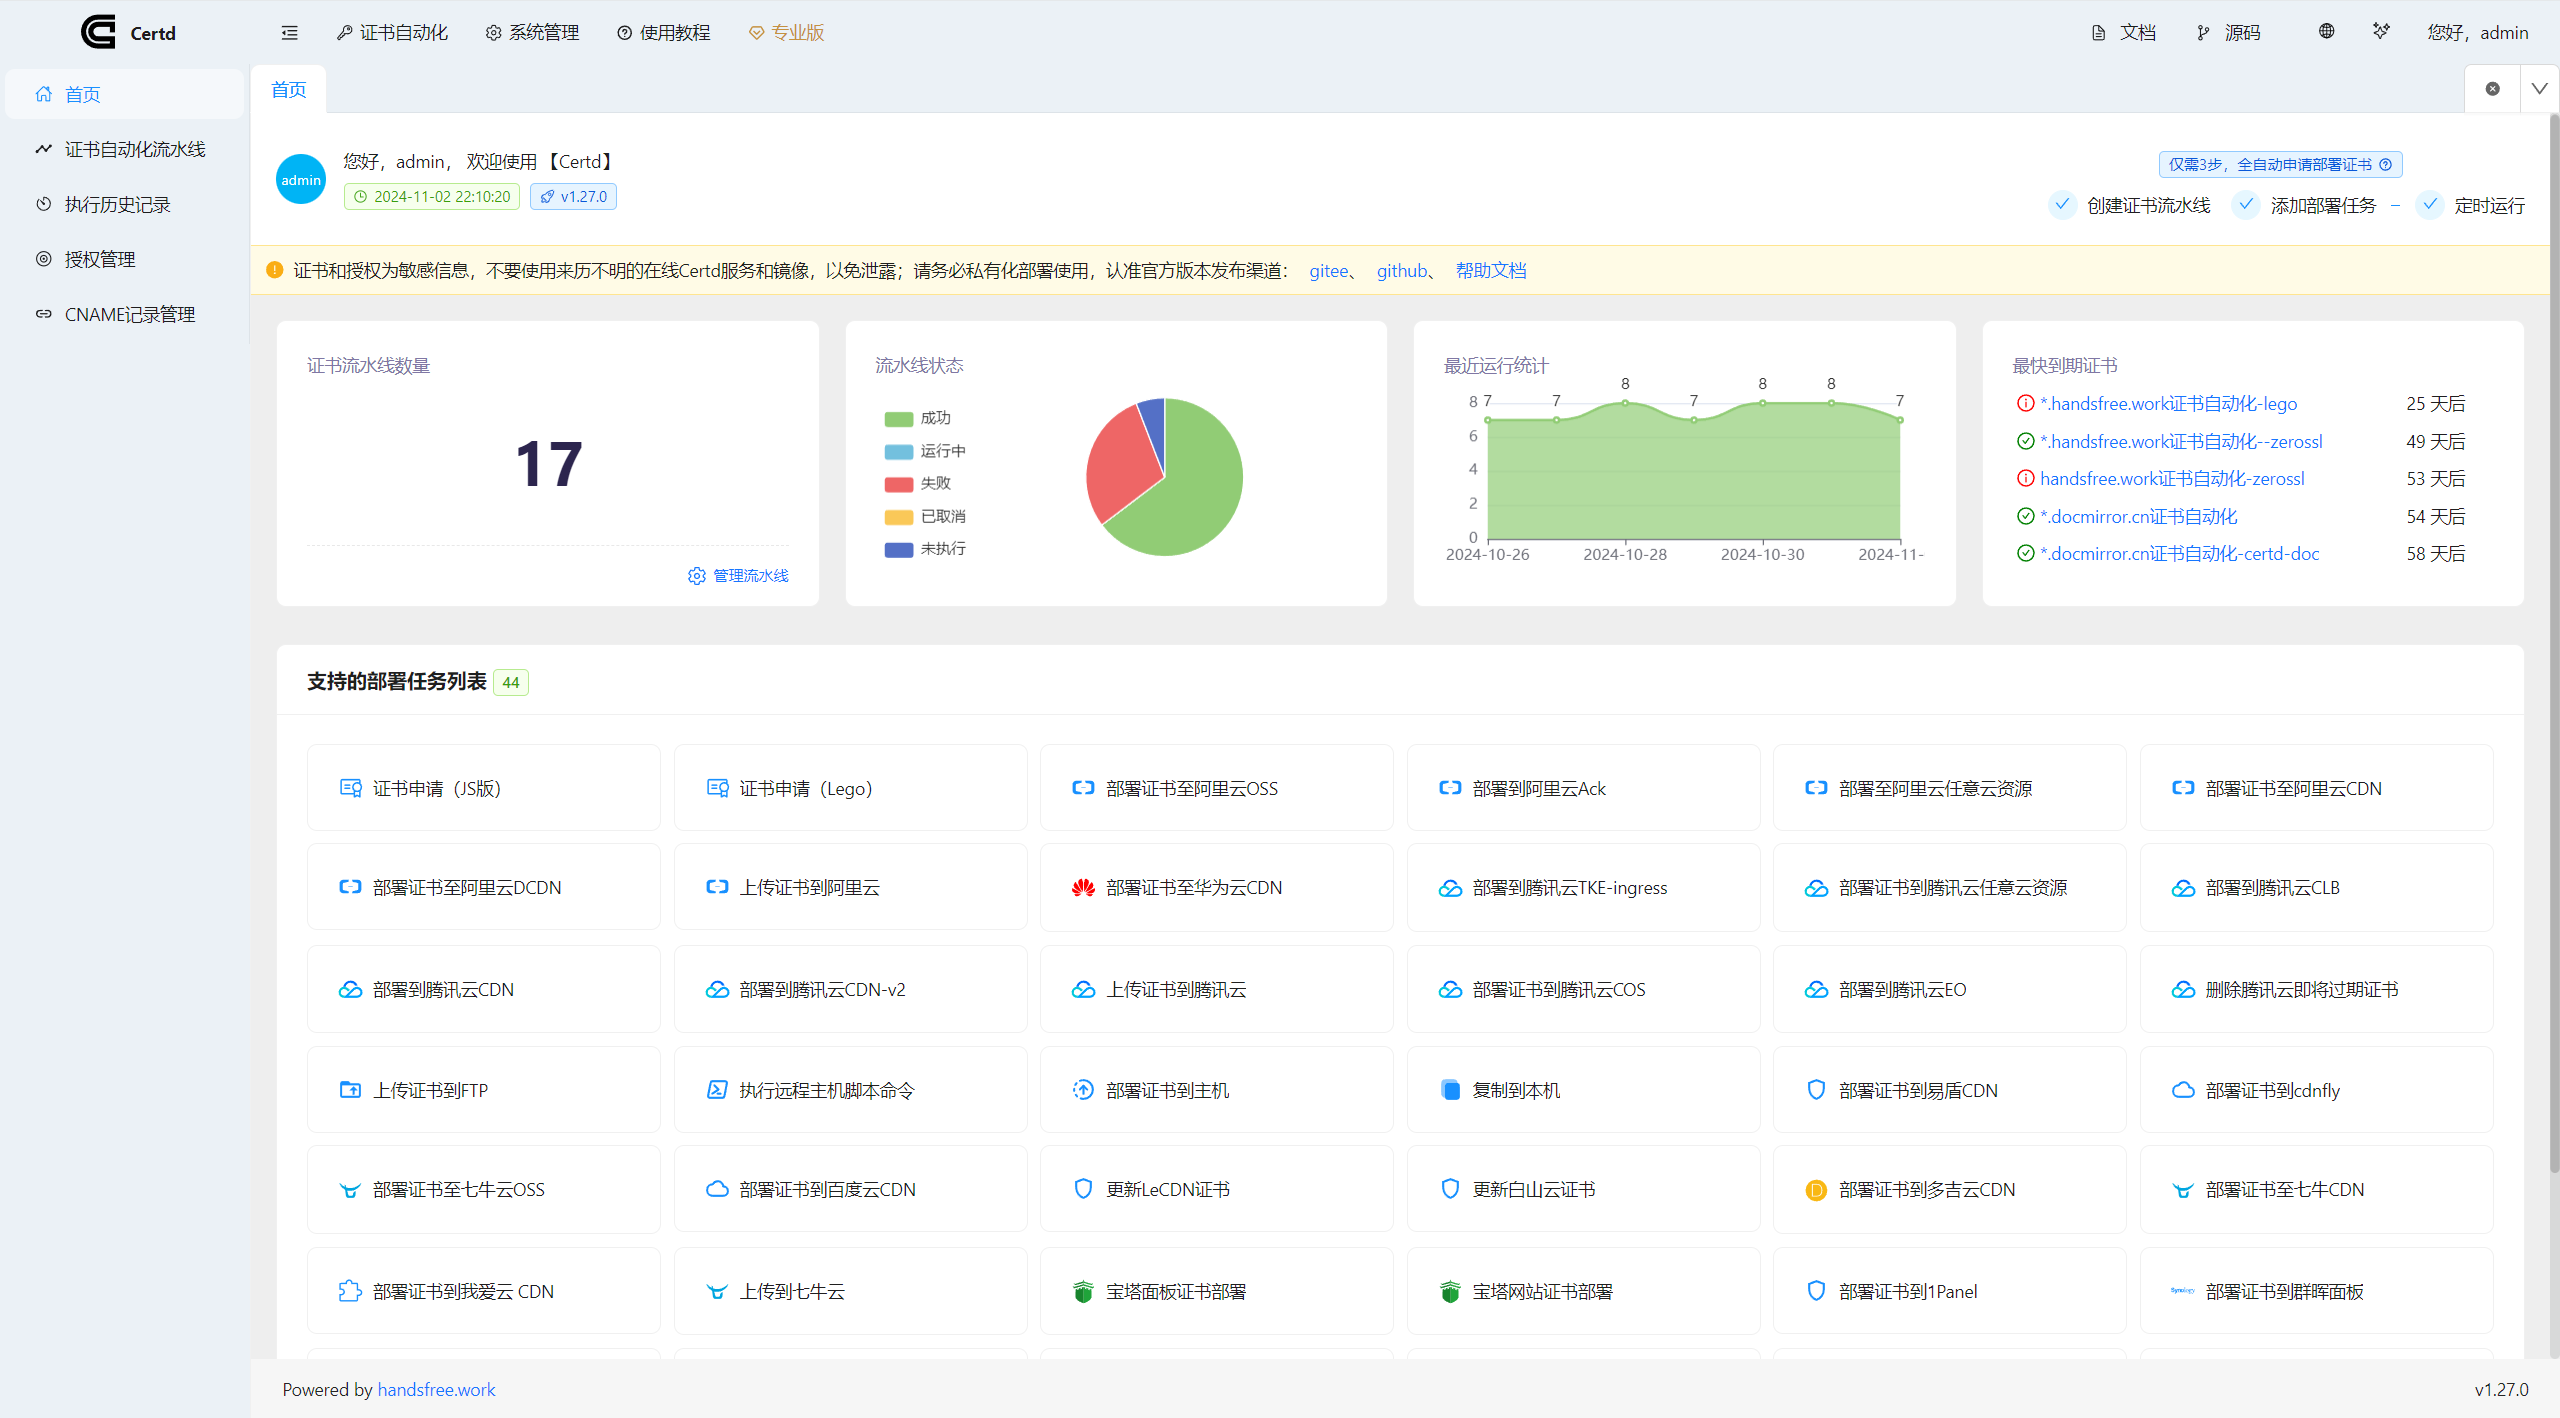 Certd
证书自动化
系统管理
使用教程
专业版
文档
源码
您好，admin
首页
证书自动化流水线
执行历史记录
授权管理
CNAME记录管理
首页
admin
您好，admin， 欢迎使用 【Certd】
2024-11-02 22:10:20
v1.27.0
仅需3步，全自动申请部署证书
创建证书流水线
添加部署任务
定时运行
证书和授权为敏感信息，不要使用来历不明的在线Certd服务和镜像，以免泄露；请务必私有化部署使用，认准官方版本发布渠道： gitee、 github、 帮助文档
证书流水线数量
17
管理流水线
流水线状态
成功
运行中
失败
已取消
未执行
最近运行统计
8
6
4
2
0
7 7 8 7 8 8 7
2024-10-26 2024-10-28 2024-10-30 2024-11-
最快到期证书
*.handsfree.work证书自动化-lego 25 天后
*.handsfree.work证书自动化--zerossl 49 天后
handsfree.work证书自动化-zerossl 53 天后
*.docmirror.cn证书自动化 54 天后
*.docmirror.cn证书自动化-certd-doc 58 天后
支持的部署任务列表 44
证书申请（JS版）
证书申请（Lego）
部署证书至阿里云OSS
部署到阿里云Ack
部署至阿里云任意云资源
部署证书至阿里云CDN
部署证书至阿里云DCDN
上传证书到阿里云
部署证书至华为云CDN
部署到腾讯云TKE-ingress
部署证书到腾讯云任意云资源
部署到腾讯云CLB
部署到腾讯云CDN
部署到腾讯云CDN-v2
上传证书到腾讯云
部署证书到腾讯云COS
部署到腾讯云EO
删除腾讯云即将过期证书
上传证书到FTP
执行远程主机脚本命令
部署证书到主机
复制到本机
部署证书到易盾CDN
部署证书到cdnfly
部署证书至七牛云OSS
部署证书到百度云CDN
更新LeCDN证书
更新白山云证书
部署证书到多吉云CDN
部署证书至七牛CDN
部署证书到我爱云 CDN
上传到七牛云
宝塔面板证书部署
宝塔网站证书部署
部署证书到1Panel
Synology
部署证书到群晖面板
Powered by handsfree.work
v1.27.0